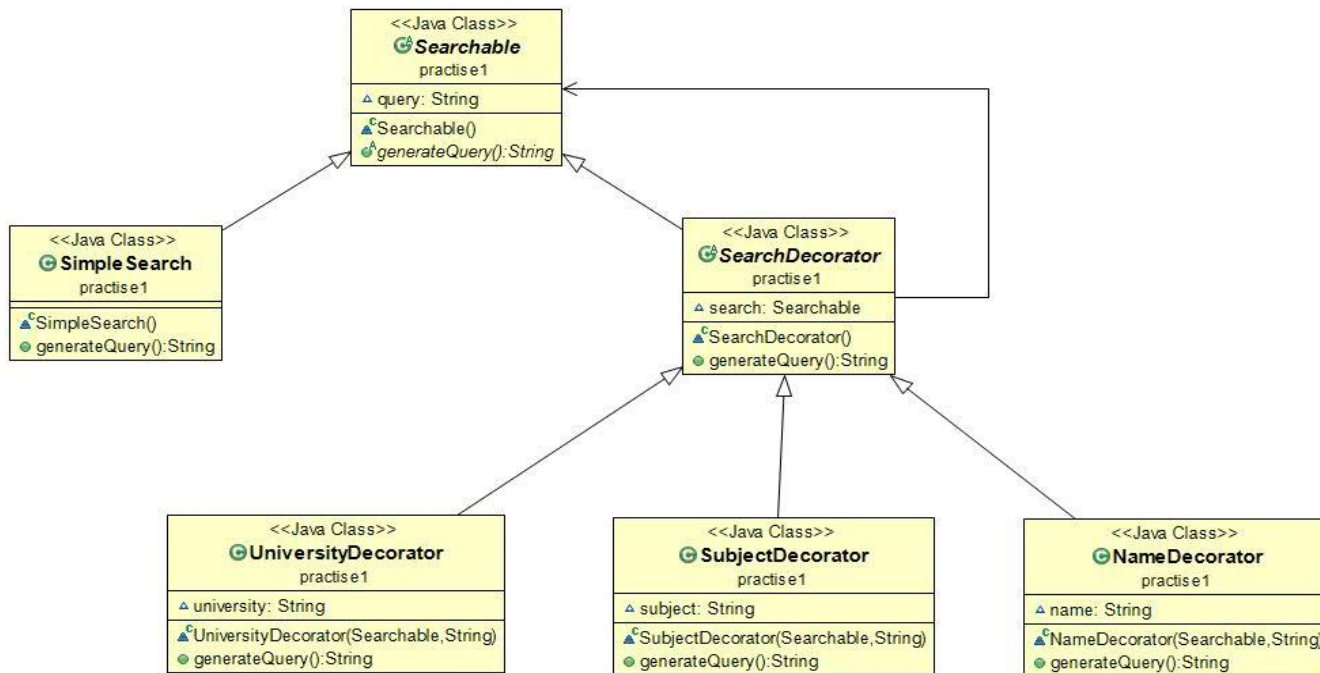 <<Java Class>>
Searchable
practise1
query: String
Searchable()
generateQuery():String
<<Java Class>>
SimpleSearch
practise1
SimpleSearch()
generateQuery():String
<<Java Class>>
SearchDecorator
practise1
search: Searchable
SearchDecorator()
generateQuery():String
<<Java Class>>
UniversityDecorator
practise1
university: String
UniversityDecorator(Searchable,String)
generateQuery():String
<<Java Class>>
SubjectDecorator
practise1
subject: String
SubjectDecorator(Searchable,String)
generateQuery():String
<<Java Class>>
NameDecorator
practise1
name: String
NameDecorator(Searchable,String)
generateQuery():String